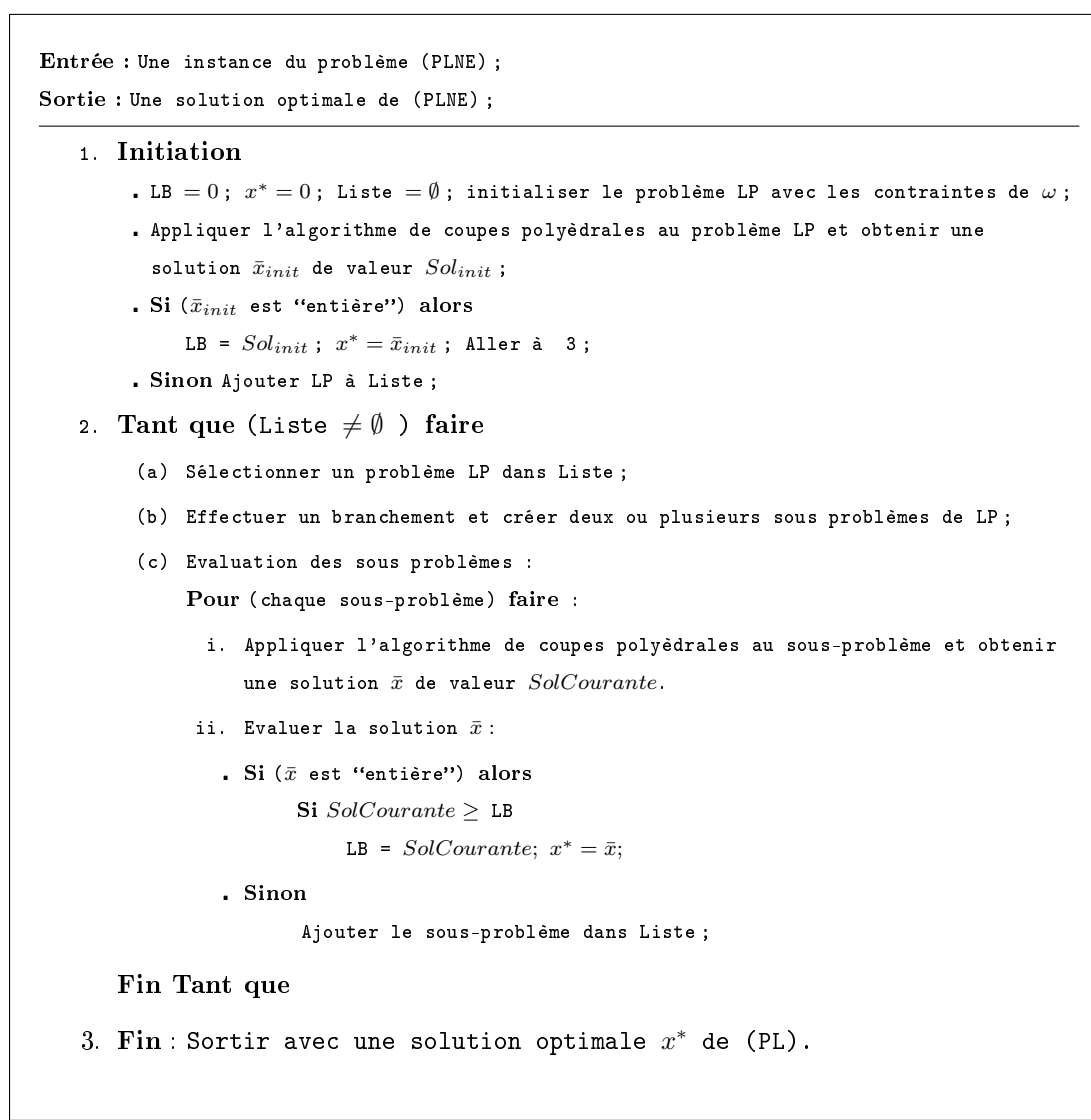 Entrée : Une instance du problème (PLNE) ;
Sortie : Une solution optimale de (PLNE) ;
1. Initiation
. LB = 0 ; x* = 0 ; Liste = ∅ ; initialiser le problème LP avec les contraintes de ω ;
. Appliquer l'algorithme de coupes polyèdrales au problème LP et obtenir une
solution x̄_init de valeur Sol_init ;
. Si (x̄_init est “entière”) alors
LB = Sol_init ; x* = x̄_init ; Aller à 3 ;
. Sinon Ajouter LP à Liste ;
2. Tant que (Liste ≠ ∅ ) faire
(a) Sélectionner un problème LP dans Liste ;
(b) Effectuer un branchement et créer deux ou plusieurs sous problèmes de LP ;
(c) Evaluation des sous problèmes :
Pour (chaque sous-problème) faire :
i. Appliquer l'algorithme de coupes polyèdrales au sous-problème et obtenir
une solution x̄ de valeur SolCourante.
ii. Evaluer la solution x̄ :
. Si (x̄ est “entière”) alors
Si SolCourante ≥ LB
LB = SolCourante; x* = x̄;
. Sinon
Ajouter le sous-problème dans Liste ;
Fin Tant que
3. Fin : Sortir avec une solution optimale x* de (PL).